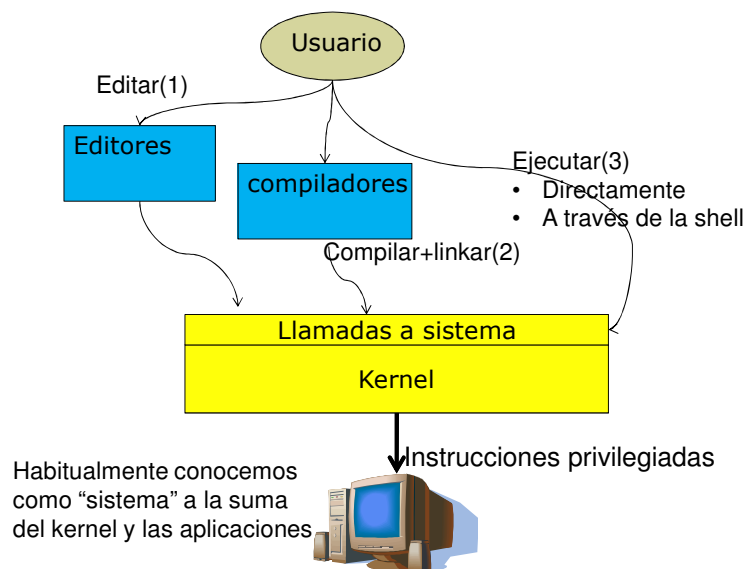 Usuario
Editar(1)
Editores
compiladores
Ejecutar(3)
• Directamente
• A través de la shell
Compilar+linkar(2)
Llamadas a sistema
Kernel
Instrucciones privilegiadas
Habitualmente conocemos
como “sistema” a la suma
del kernel y las aplicaciones